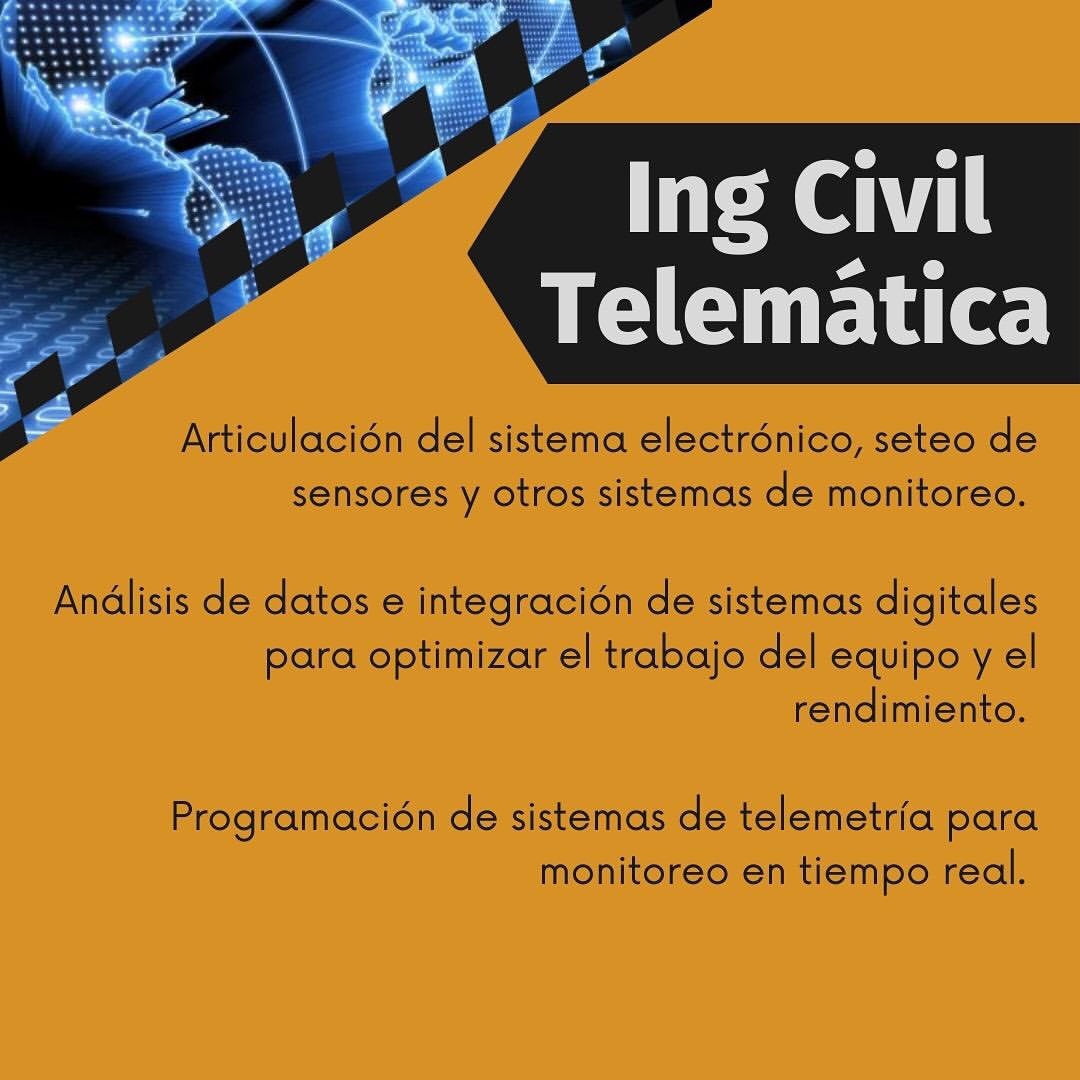 Ing Civil
Telemática
Articulación del sistema electrónico, seteo de
sensores y otros sistemas de monitoreo.
Análisis de datos e integración de sistemas digitales
para optimizar el trabajo del equipo y el
rendimiento.
Programación de sistemas de telemetría para
monitoreo en tiempo real.